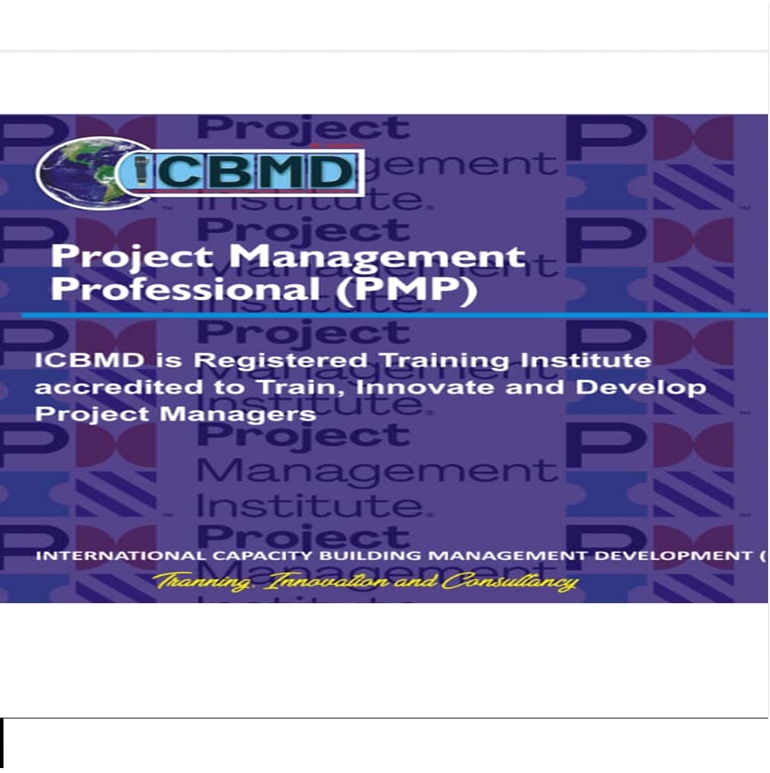 ICBMD
Project Management
Professional (PMP)
ICBMD is Registered Training Institute
accredited to Train, Innovate and Develop
Project Managers
Project
Management
Institute.
INTERNATIONAL CAPACITY BUILDING MANAGEMENT DEVELOPMENT (
Tranning, Innovation and Consultancy